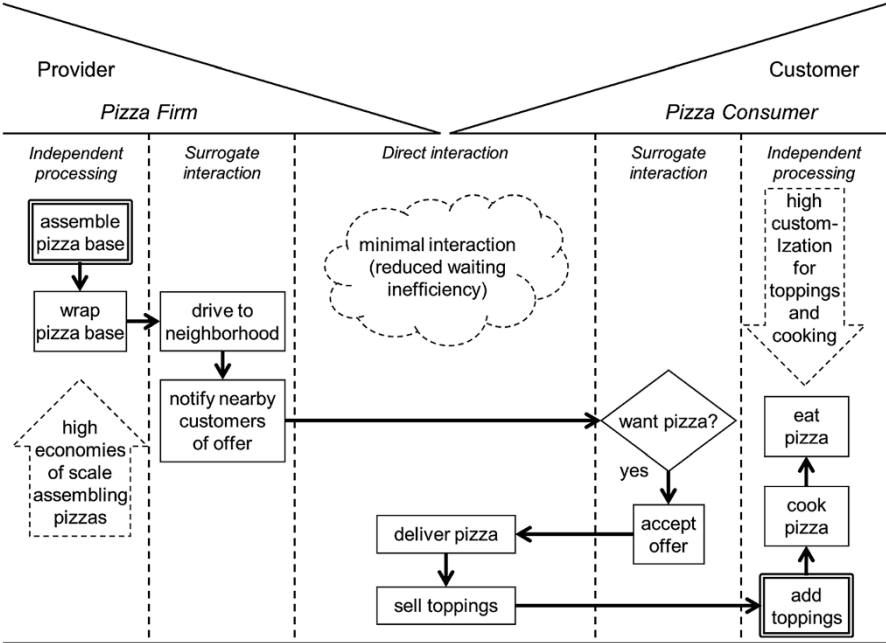 Provider
Customer
Pizza Firm
Pizza Consumer
Independent
processing
Surrogate
interaction
Direct interaction
Surrogate
interaction
Independent
processing
assemble
pizza base
wrap
pizza base
high
economies
of scale
assembling
pizzas
drive to
neighborhood
notify nearby
customers
of offer
minimal interaction
(reduced waiting
inefficiency)
deliver pizza
sell toppings
want pizza?
yes
accept
offer
high
custom-
Ization
for
toppings
and
cooking
eat
pizza
cook
pizza
add
toppings